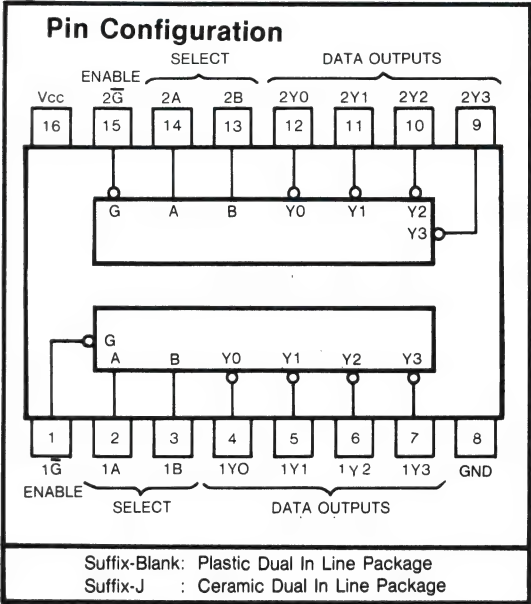 Pin Configuration
SELECT DATA OUTPUTS
ENABLE
Vcc 2G̅ 2A 2B 2Y0 2Y1 2Y2 2Y3
16 15 14 13 12 11 10 9
G A B Y0 Y1 Y2
Y3
G
A B Y0 Y1 Y2 Y3
1 2 3 4 5 6 7 8
1G̅ 1A 1B 1Y0 1Y1 1Y2 1Y3 GND
ENABLE
SELECT DATA OUTPUTS
Suffix-Blank: Plastic Dual In Line Package
Suffix-J : Ceramic Dual In Line Package